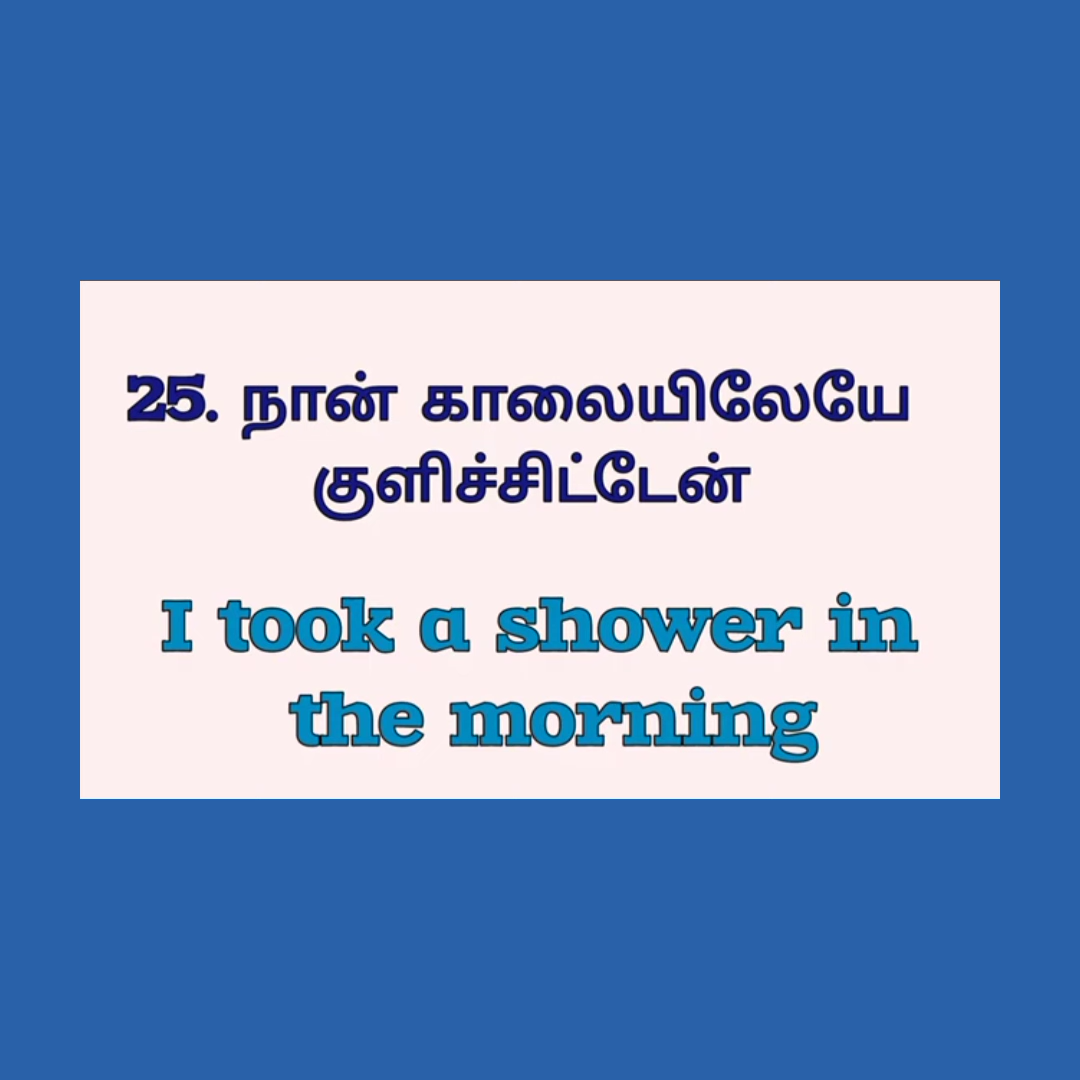 25. நான் காலையிலேயே
குளிச்சிட்டேன்
I took a shower in
the morning